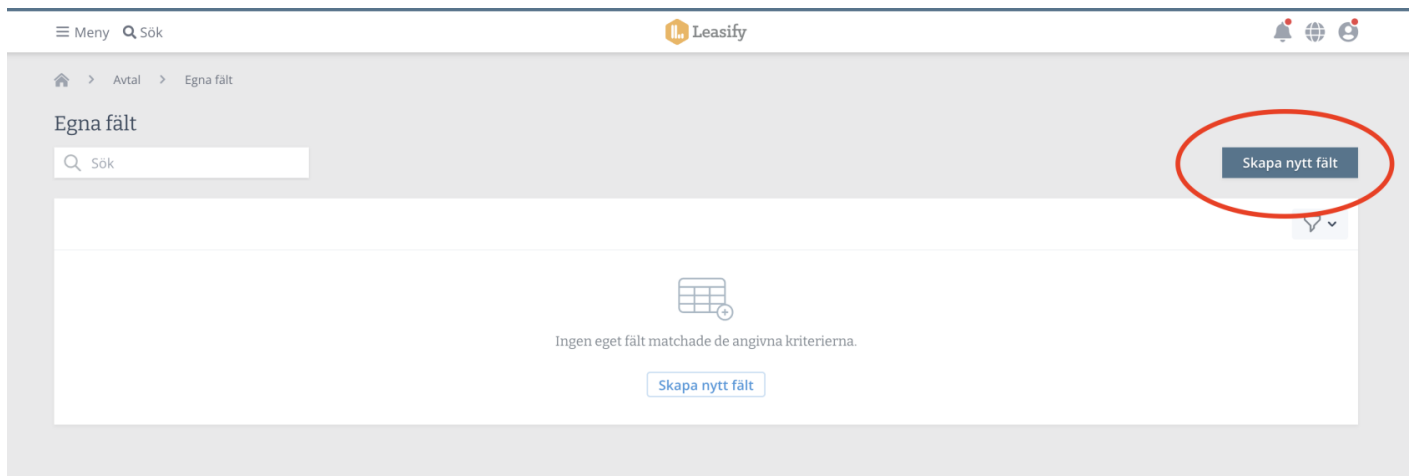 Meny Sök Leasify
Avtal Egna fält
Egna fält
Sök
Skapa nytt fält
Ingen eget fält matchade de angivna kriterierna.
Skapa nytt fält